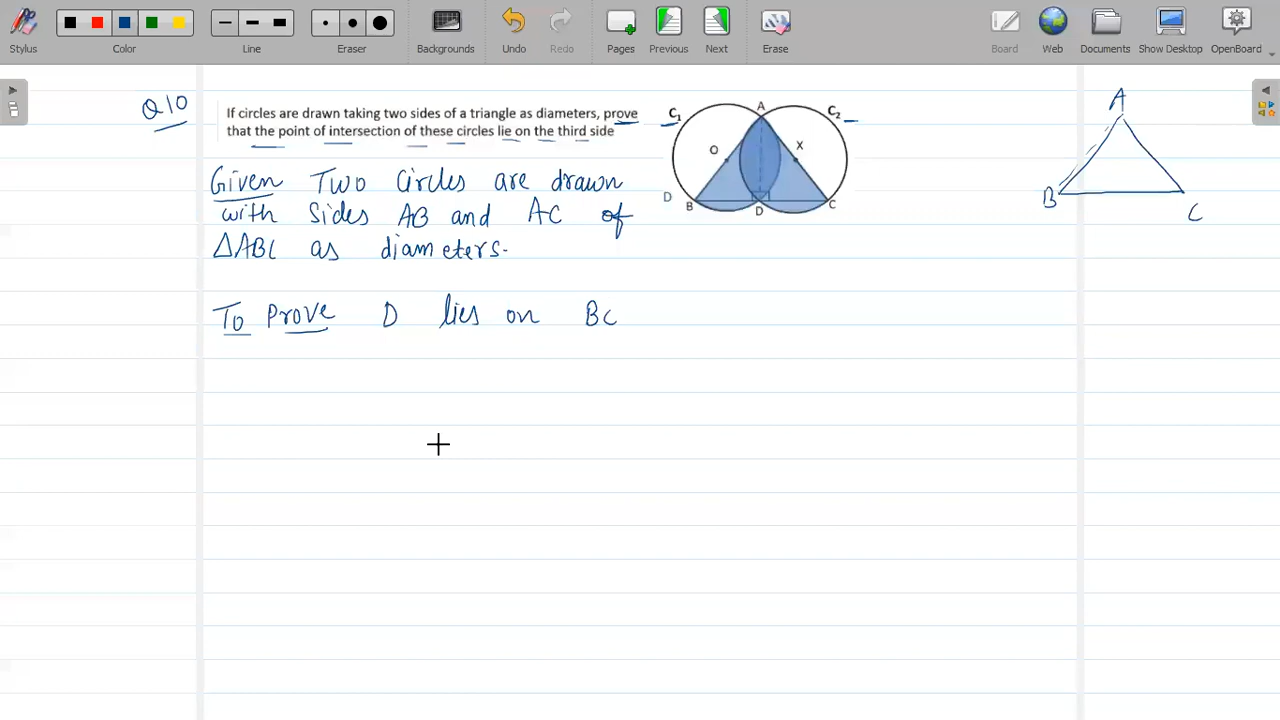 Stylus Color Line Eraser Backgrounds Undo Redo Pages Previous Next Erase Board Web Documents Show Desktop OpenBoard
Q10
If circles are drawn taking two sides of a triangle as diameters, prove
that the point of intersection of these circles lie on the third side
C1 A C2
O X
D B D C
A
B C
Given Two Circles are drawn
with Sides AB and AC of
△ABC as diameters.
To Prove D lies on BC